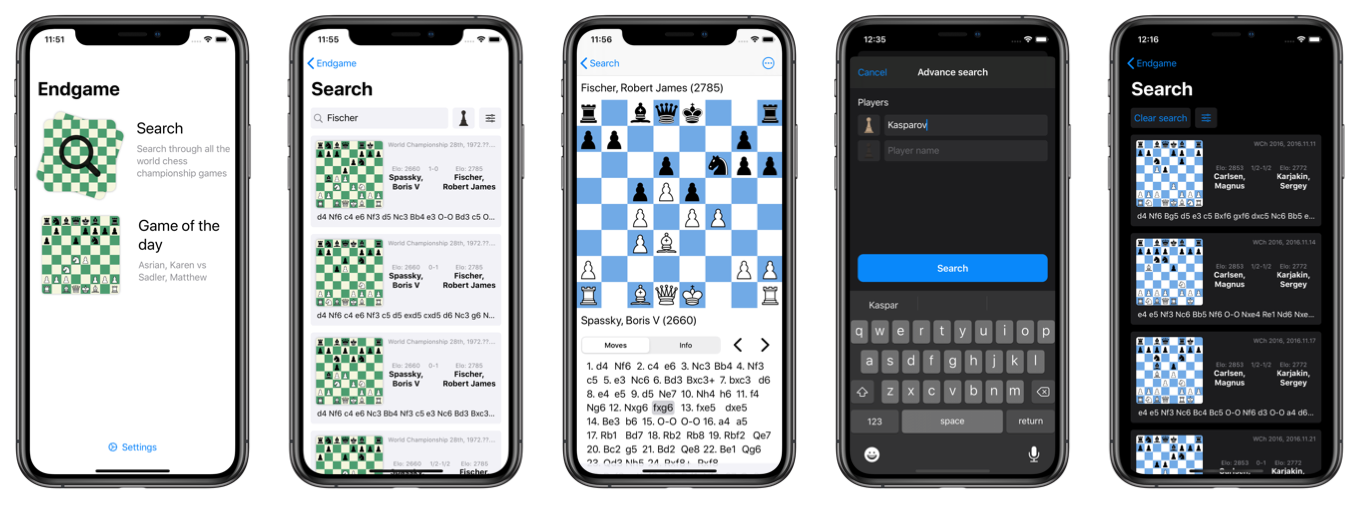 11:51
Endgame
Search
Search through all the
world chess
championship games
Game of the
day
Asrian, Karen vs
Sadler, Matthew
Settings
11:55
Endgame
Search
Fischer
World Championship 28th, 1972.??....
Elo: 2660 1-0 Elo: 2785
Spassky, Fischer,
Boris V Robert James
d4 Nf6 c4 e6 Nf3 d5 Nc3 Bb4 e3 O-O Bd3 c5 O...
World Championship 28th, 1972.??....
Elo: 2660 0-1 Elo: 2785
Spassky, Fischer,
Boris V Robert James
d4 Nf6 c4 e6 Nf3 c5 d5 exd5 cxd5 d6 Nc3 g6 N...
World Championship 28th, 1972.??....
Elo: 2660 0-1 Elo: 2785
Spassky, Fischer,
Boris V Robert James
d4 Nf6 c4 e6 Nc3 Bb4 Nf3 c5 e3 Nc6 Bd3 Bxc3...
World Championship 28th, 1972.??....
Elo: 2660 1/2-1/2 Elo: 2785
Spassky, Fischer,
11:56
Search
Fischer, Robert James (2785)
Spassky, Boris V (2660)
Moves Info
1. d4 Nf6 2. c4 e6 3. Nc3 Bb4 4. Nf3
c5 5. e3 Nc6 6. Bd3 Bxc3+ 7. bxc3 d6
8. e4 e5 9. d5 Ne7 10. Nh4 h6 11. f4
Ng6 12. Nxg6 fxg6 13. fxe5 dxe5
14. Be3 b6 15. O-O O-O 16. a4 a5
17. Rb1 Bd7 18. Rb2 Rb8 19. Rbf2 Qe7
20. Bc2 g5 21. Bd2 Qe8 22. Be1 Qg6
23. Qd3 Nh5 24. Rxf8+ Rxf8
12:35
Cancel Advance search
Players
Kasparov
Player name
Search
Kaspar
q w e r t y u i o p
a s d f g h j k l
z x c v b n m
123 space return
12:16
Endgame
Search
Clear search
WCh 2016, 2016.11.11
Elo: 2853 1/2-1/2 Elo: 2772
Carlsen, Karjakin,
Magnus Sergey
d4 Nf6 Bg5 d5 e3 c5 Bxf6 gxf6 dxc5 Nc6 Bb5 e...
WCh 2016, 2016.11.14
Elo: 2853 1/2-1/2 Elo: 2772
Carlsen, Karjakin,
Magnus Sergey
e4 e5 Nf3 Nc6 Bb5 Nf6 O-O Nxe4 Re1 Nd6 Nxe...
WCh 2016, 2016.11.17
Elo: 2853 1/2-1/2 Elo: 2772
Carlsen, Karjakin,
Magnus Sergey
e4 e5 Nf3 Nc6 Bc4 Bc5 O-O Nf6 d3 O-O a4 d6...
WCh 2016, 2016.11.21
Elo: 2853 0-1 Elo: 2772
Carlsen, Karjakin,